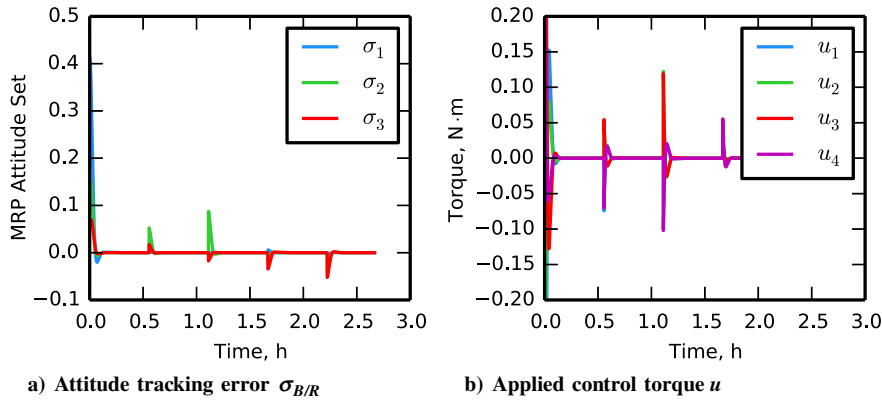 0.5
0.4
0.3
0.2
0.1
0.0
−0.1
MRP Attitude Set
σ1
σ2
σ3
0.0 0.5 1.0 1.5 2.0 2.5 3.0
Time, h
a) Attitude tracking error σB/R
0.20
0.15
0.10
0.05
0.00
−0.05
−0.10
−0.15
−0.20
Torque, N·m
u1
u2
u3
u4
0.0 0.5 1.0 1.5 2.0 2.5 3.0
Time, h
b) Applied control torque u